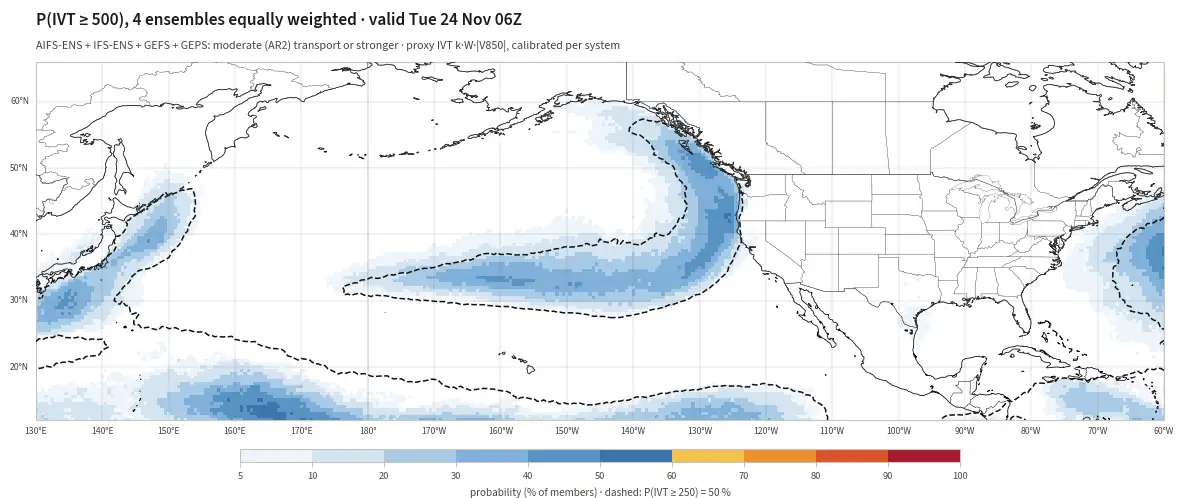 P(IVT ≥ 500), 4 ensembles equally weighted · valid Tue 24 Nov 06Z
AIFS-ENS + IFS-ENS + GEFS + GEPS: moderate (AR2) transport or stronger · proxy IVT k·W·|V850|, calibrated per system
60°N
50°N
40°N
30°N
20°N
130°E 140°E 150°E 160°E 170°E 180° 170°W 160°W 150°W 140°W 130°W 120°W 110°W 100°W 90°W 80°W 70°W 60°W
5 10 20 30 40 50 60 70 80 90 100
probability (% of members) · dashed: P(IVT ≥ 250) = 50 %